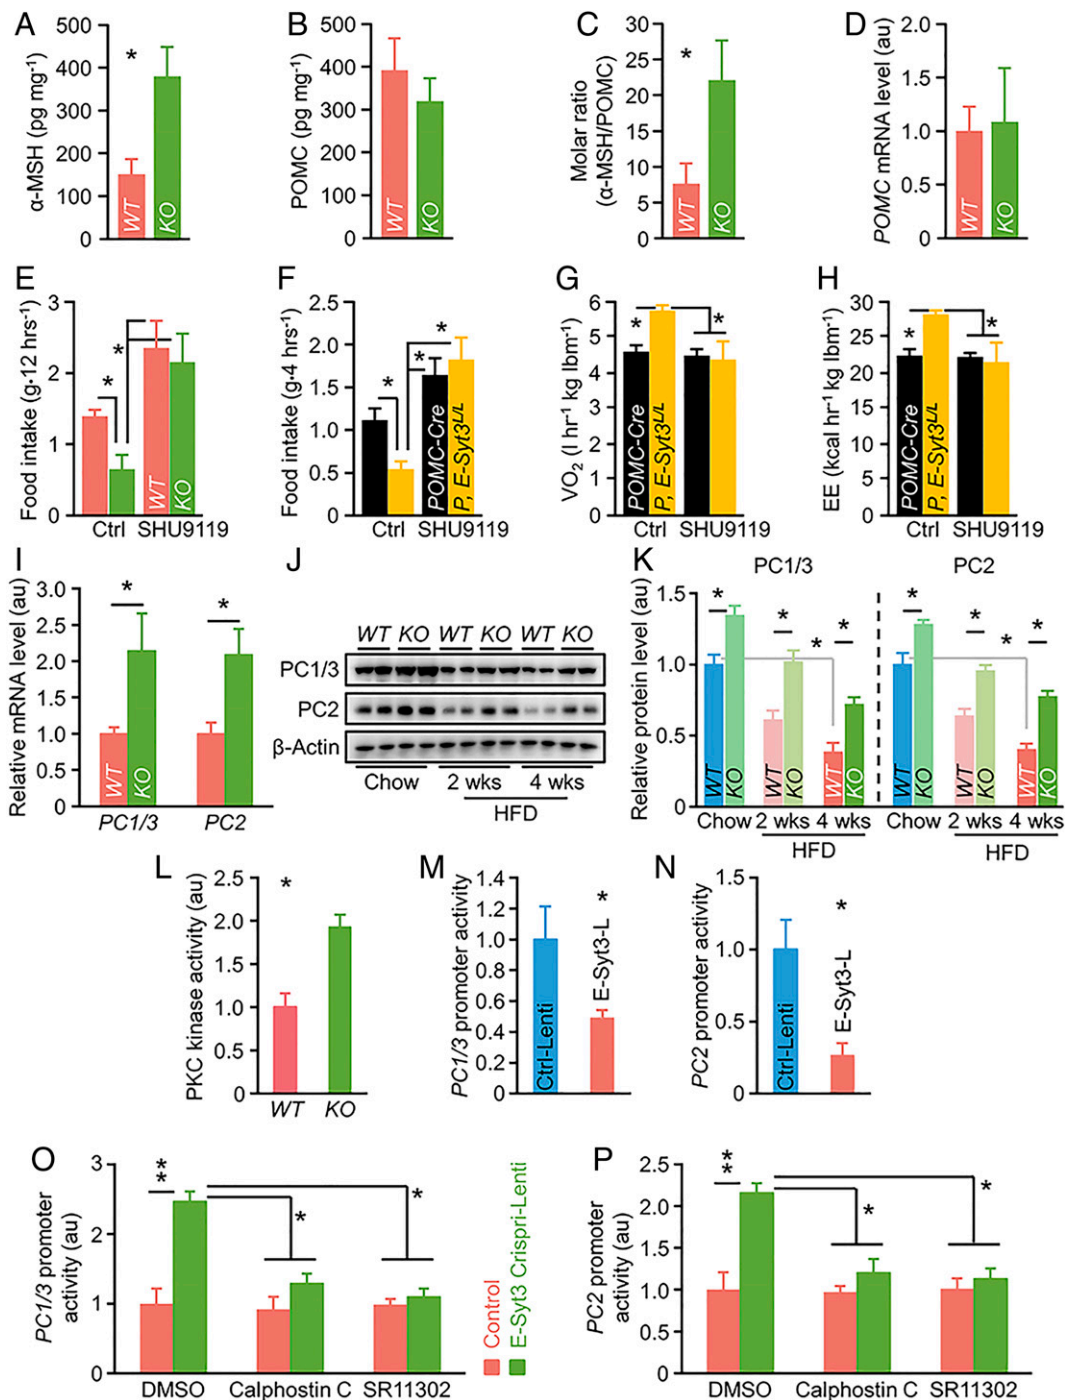 A
α-MSH (pg mg⁻¹)
500
400
300
200
100
0
*
WT
KO
B
POMC (pg mg⁻¹)
500
400
300
200
100
0
WT
KO
C
Molar ratio
(α-MSH/POMC)
30
25
20
15
10
5
0
*
WT
KO
D
POMC mRNA level (au)
2.0
1.5
1.0
0.5
0
WT
KO
E
Food intake (g·12 hrs⁻¹)
3
2
1
0
*
*
WT
KO
Ctrl SHU9119
F
Food intake (g·4 hrs⁻¹)
2.5
2.0
1.5
1.0
0.5
0
*
*
*
POMC-Cre
P, E-Syt3L/L
Ctrl SHU9119
G
VO₂ (l hr⁻¹ kg lbm⁻¹)
6
5
4
3
2
1
0
*
*
POMC-Cre
P, E-Syt3L/L
Ctrl SHU9119
H
EE (kcal hr⁻¹ kg lbm⁻¹)
30
25
20
15
10
5
0
*
*
POMC-Cre
P, E-Syt3L/L
Ctrl SHU9119
I
Relative mRNA level (au)
3.0
2.5
2.0
1.5
1.0
0.5
0
*
*
WT
KO
PC1/3 PC2
J
WT KO WT KO WT KO
PC1/3
PC2
β-Actin
Chow 2 wks 4 wks
HFD
K
PC1/3 PC2
Relative protein level (au)
1.5
1.0
0.5
0
* * * *
* * * *
WT KO WT KO WT KO
WT KO WT KO WT KO
Chow 2 wks 4 wks Chow 2 wks 4 wks
HFD HFD
L
PKC kinase activity (au)
2.5
2.0
1.5
1.0
0.5
0
*
WT KO
M
PC1/3 promoter activity
1.4
1.2
1.0
0.8
0.6
0.4
0.2
0
*
Ctrl-Lenti
E-Syt3-L
N
PC2 promoter activity
1.5
1.0
0.5
0
*
Ctrl-Lenti
E-Syt3-L
O
PC1/3 promoter
activity (au)
3
2
1
0
**
*
*
DMSO Calphostin C SR11302
Control
E-Syt3 Crispri-Lenti
P
PC2 promoter
activity (au)
2.5
2.0
1.5
1.0
0.5
0
**
*
*
DMSO Calphostin C SR11302